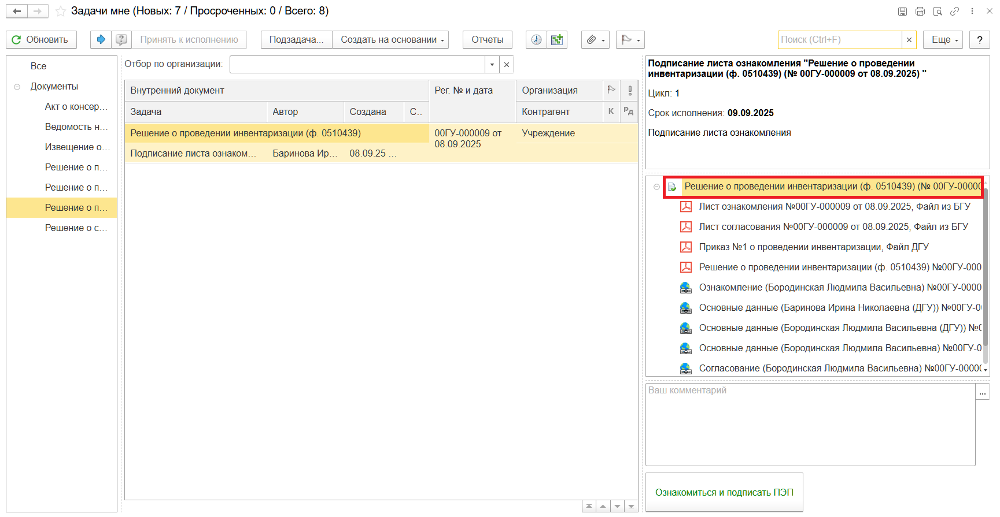 Задачи мне (Новых: 7 / Просроченных: 0 / Всего: 8)
Обновить
Принять к исполнению
Подзадача...
Создать на основании
Отчеты
Поиск (Ctrl+F)
×
Еще
?
Все
Документы
Акт о консер...
Ведомость н...
Извещение о...
Решение о п...
Решение о п...
Решение о п...
Решение о с...
Отбор по организации:
×
Внутренний документ
Рег. № и дата
Организация
Задача
Автор
Создана
С..
Контрагент
К
Рд
Решение о проведении инвентаризации (ф. 0510439)
00ГУ-000009 от
08.09.2025
Учреждение
Подписание листа ознаком...
Баринова Ир...
08.09.25 ...
Подписание листа ознакомления "Решение о проведении
инвентаризации (ф. 0510439) (№ 00ГУ-000009 от 08.09.2025) "
Цикл: 1
Срок исполнения: 09.09.2025
Подписание листа ознакомления
Решение о проведении инвентаризации (ф. 0510439) (№ 00ГУ-0000
Лист ознакомления №00ГУ-000009 от 08.09.2025, Файл из БГУ
Лист согласования №00ГУ-000009 от 08.09.2025, Файл из БГУ
Приказ №1 о проведении инвентаризации, Файл ДГУ
Решение о проведении инвентаризации (ф. 0510439) №00ГУ-000
Ознакомление (Бородинская Людмила Васильевна) №00ГУ-0000
Основные данные (Баринова Ирина Николаевна (ДГУ)) №00ГУ-0
Основные данные (Бородинская Людмила Васильевна (ДГУ)) №
Основные данные (Бородинская Людмила Васильевна) №00ГУ-0
Согласование (Бородинская Людмила Васильевна) №00ГУ-0000
Ваш комментарий
...
Ознакомиться и подписать ПЭП